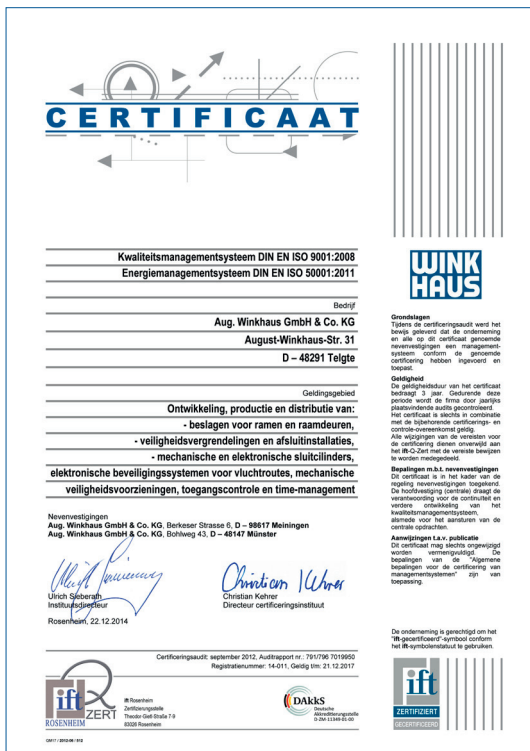 CERTIFICAAT
Kwaliteitsmanagementsysteem DIN EN ISO 9001:2008
Energiemanagementsysteem DIN EN ISO 50001:2011
Bedrijf
Aug. Winkhaus GmbH & Co. KG
August-Winkhaus-Str. 31
D – 48291 Telgte
Geldingsgebied
Ontwikkeling, productie en distributie van:
- beslagen voor ramen en raamdeuren,
- veiligheidsvergrendelingen en afsluitinstallaties,
- mechanische en elektronische sluitcilinders,
elektronische beveiligingssystemen voor vluchtroutes, mechanische
veiligheidsvoorzieningen, toegangscontrole en time-management
Nevenvestigingen
Aug. Winkhaus GmbH & Co. KG, Berkeser Strasse 6, D – 98617 Meiningen
Aug. Winkhaus GmbH & Co. KG, Bohlweg 43, D – 48147 Münster
Ulrich Sieberath
Instituutsdirecteur
Christian Kehrer
Christian Kehrer
Directeur certificeringsinstituut
Rosenheim, 22.12.2014
Certificeringsaudit: september 2012, Auditrapport nr.: 791/796 7019950
Registratienummer: 14-011, Geldig t/m: 21.12.2017
ift
ROSENHEIM
ZERT
ift Rosenheim
Zertifizierungsstelle
Theodor-Gietl-Straße 7-9
83026 Rosenheim
DAkkS
Deutsche
Akkreditierungsstelle
D-ZM-11349-01-00
WINK
HAUS
Grondslagen
Tijdens de certificeringsaudit werd het
bewijs geleverd dat de onderneming
en alle op dit certificaat genoemde
nevenvestigingen een management-
systeem conform de genoemde
certificering hebben ingevoerd en
toepast.
Geldigheid
De geldigheidsduur van het certificaat
bedraagt 3 jaar. Gedurende deze
periode wordt de firma door jaarlijks
plaatsvindende audits gecontroleerd.
Het certificaat is slechts in combinatie
met de bijbehorende certificerings- en
controle-overeenkomst geldig.
Alle wijzigingen van de vereisten voor
de certificering dienen onverwijld aan
het ift-Q-Zert met de vereiste bewijzen
te worden medegedeeld.
Bepalingen m.b.t. nevenvestigingen
Dit certificaat is in het kader van de
regeling nevenvestigingen toegekend.
De hoofdvestiging (centrale) draagt de
verantwoording voor de continuïteit en
verdere ontwikkeling van het
kwaliteitsmanagementsysteem,
alsmede voor het aansturen van de
centrale opdrachten.
Aanwijzingen t.a.v. publicatie
Dit certificaat mag slechts ongewijzigd
worden vermenigvuldigd. De
bepalingen van de "Algemene
bepalingen voor de certificering van
managementsystemen" zijn van
toepassing.
De onderneming is gerechtigd om het
"ift-gecertificeerd"-symbool conform
het ift-symbolenstatuut te gebruiken.
ift
ZERTIFIZIERT
GECERTIFICEERD